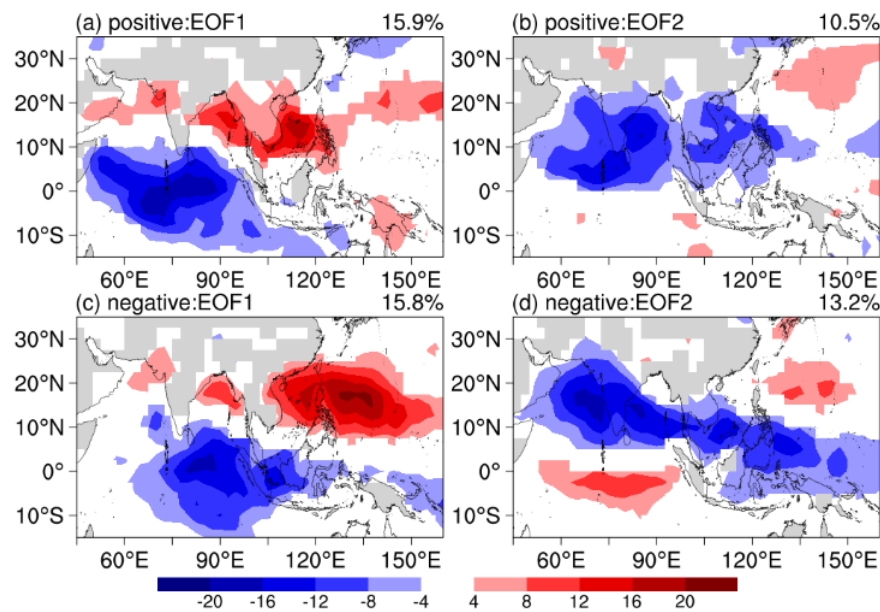 (a) positive:EOF1 15.9% (b) positive:EOF2 10.5%
30°N
20°N
10°N
0°
10°S
30°N
20°N
10°N
0°
10°S
60°E 90°E 120°E 150°E 60°E 90°E 120°E 150°E
(c) negative:EOF1 15.8% (d) negative:EOF2 13.2%
30°N
20°N
10°N
0°
10°S
30°N
20°N
10°N
0°
10°S
60°E 90°E 120°E 150°E 60°E 90°E 120°E 150°E
-20 -16 -12 -8 -4 4 8 12 16 20